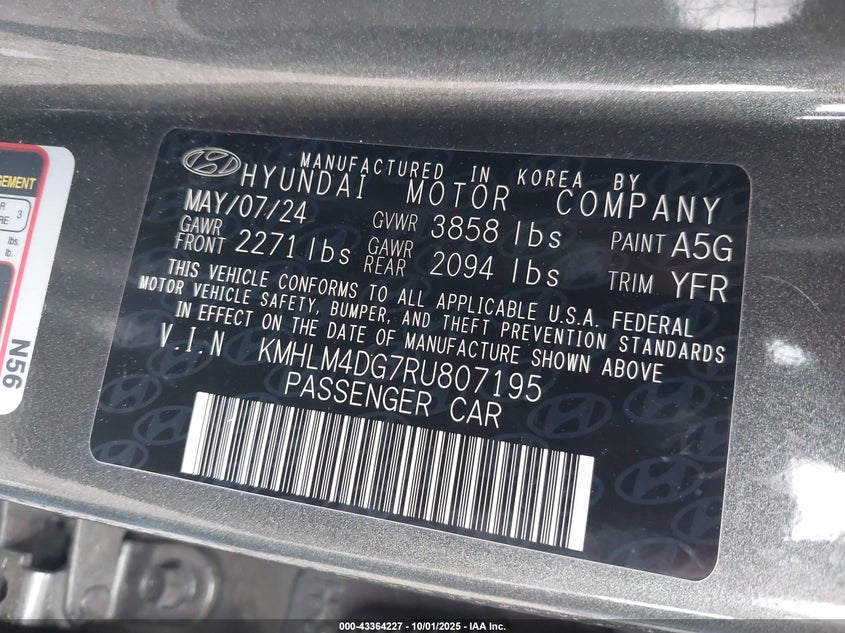 MANUFACTURED IN KOREA BY
HYUNDAI MOTOR COMPANY
MAY/07/24 GVWR 3858 lbs PAINT A5G
GAWR FRONT 2271 lbs GAWR REAR 2094 lbs TRIM YFR
THIS VEHICLE CONFORMS TO ALL APPLICABLE U.S.A. FEDERAL
MOTOR VEHICLE SAFETY, BUMPER, AND THEFT PREVENTION STANDARDS
IN EFFECT ON THE DATE OF MANUFACTURE SHOWN ABOVE
V.I.N KMHLM4DG7RU807195
PASSENGER CAR
3
lbs.
lb.
N56
000-43364227 - 10/01/2025 - IAA Inc.